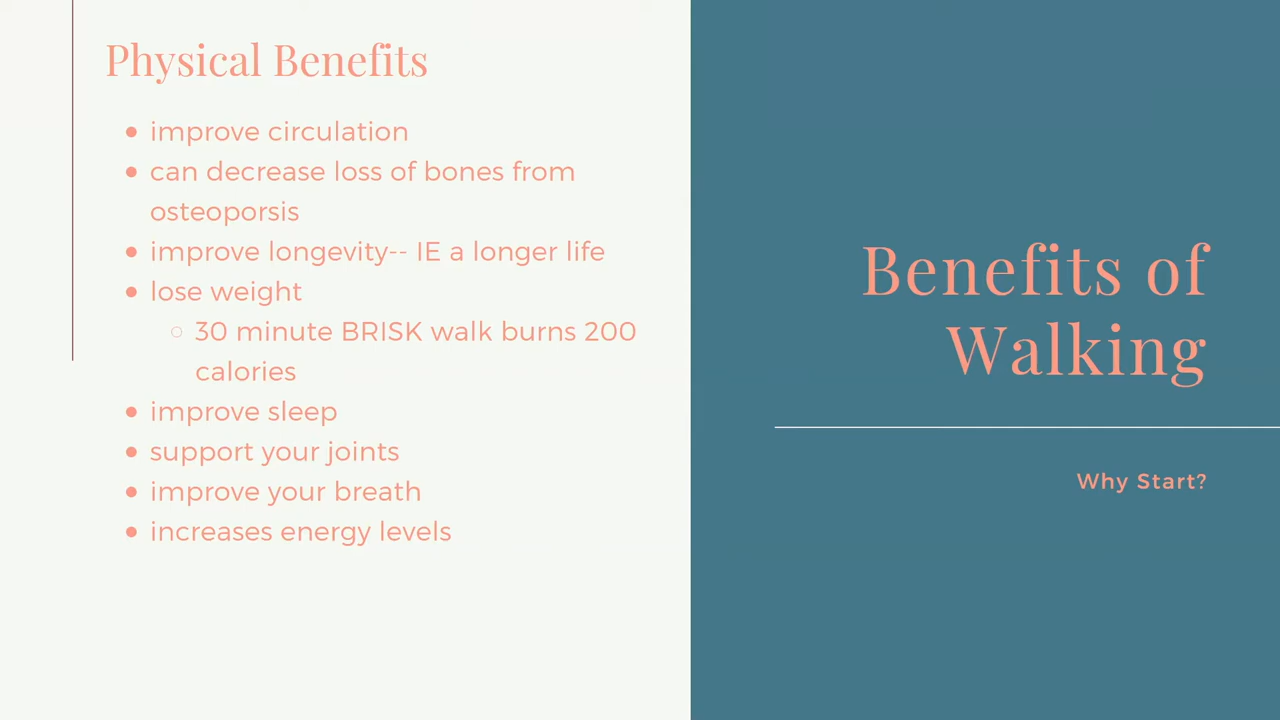 Physical Benefits
improve circulation
can decrease loss of bones from
osteoporsis
improve longevity-- IE a longer life
lose weight
30 minute BRISK walk burns 200
calories
improve sleep
support your joints
improve your breath
increases energy levels
Benefits of
Walking
Why Start?